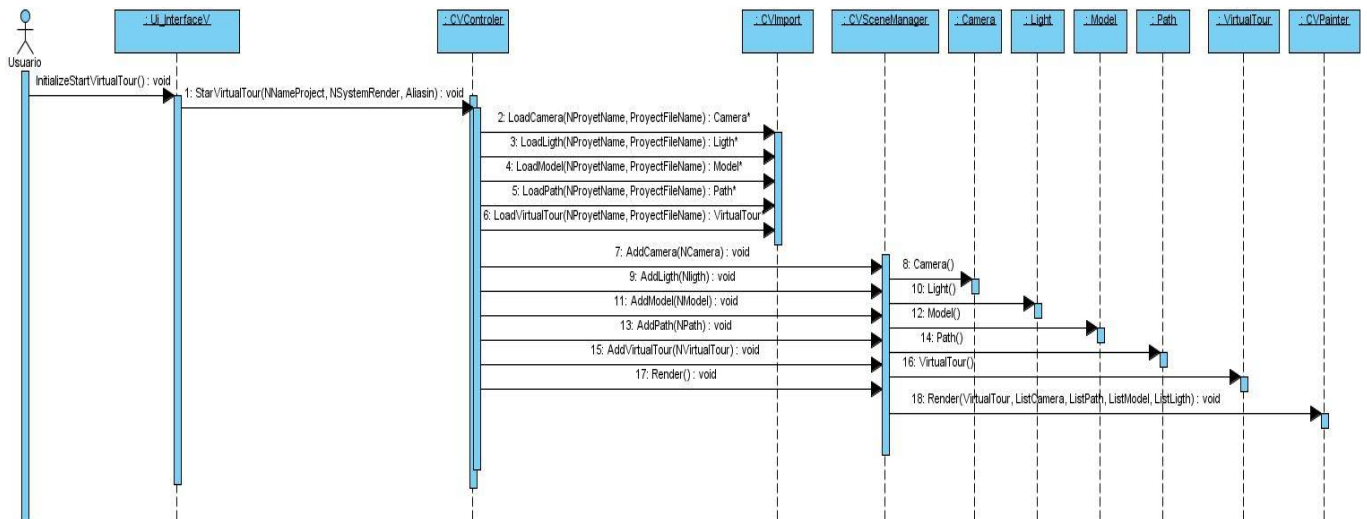 : Ui_InterfaceV
: CVControler
: CVImport
: CVSceneManager
: Camera
: Light
: Model
: Path
: VirtualTour
: CVPainter
Usuario
InitializeStartVirtualTour() : void
1: StarVirtualTour(NNameProject, NSystemRender, Aliasin) : void
2: LoadCamera(NProyetName, ProyectFileName) : Camera*
3: LoadLigth(NProyetName, ProyectFileName) : Ligth*
4: LoadModel(NProyetName, ProyectFileName) : Model*
5: LoadPath(NProyetName, ProyectFileName) : Path*
6: LoadVirtualTour(NProyetName, ProyectFileName) : VirtualTour
7: AddCamera(NCamera) : void
8: Camera()
9: AddLigth(Nligth) : void
10: Light()
11: AddModel(NModel) : void
12: Model()
13: AddPath(NPath) : void
14: Path()
15: AddVirtualTour(NVirtualTour) : void
16: VirtualTour()
17: Render() : void
18: Render(VirtualTour, ListCamera, ListPath, ListModel, ListLigth) : void